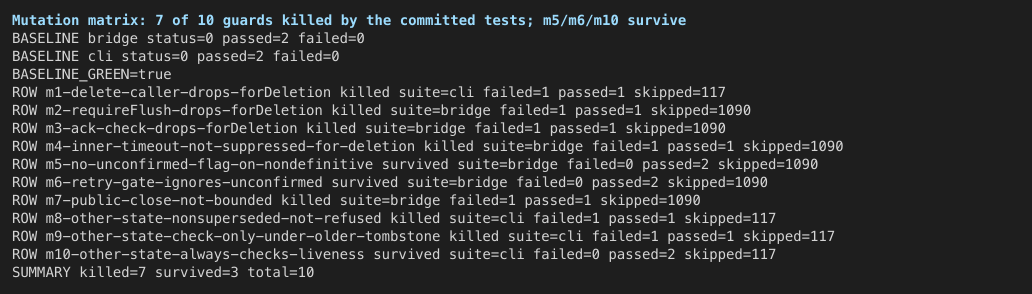 Mutation matrix: 7 of 10 guards killed by the committed tests; m5/m6/m10 survive
BASELINE bridge status=0 passed=2 failed=0
BASELINE cli status=0 passed=2 failed=0
BASELINE_GREEN=true
ROW m1-delete-caller-drops-forDeletion killed suite=cli failed=1 passed=1 skipped=117
ROW m2-requireFlush-drops-forDeletion killed suite=bridge failed=1 passed=1 skipped=1090
ROW m3-ack-check-drops-forDeletion killed suite=bridge failed=1 passed=1 skipped=1090
ROW m4-inner-timeout-not-suppressed-for-deletion killed suite=bridge failed=1 passed=1 skipped=1090
ROW m5-no-unconfirmed-flag-on-nondefinitive survived suite=bridge failed=0 passed=2 skipped=1090
ROW m6-retry-gate-ignores-unconfirmed survived suite=bridge failed=0 passed=2 skipped=1090
ROW m7-public-close-not-bounded killed suite=bridge failed=1 passed=1 skipped=1090
ROW m8-other-state-nonsuperseded-not-refused killed suite=cli failed=1 passed=1 skipped=117
ROW m9-other-state-check-only-under-older-tombstone killed suite=cli failed=1 passed=1 skipped=117
ROW m10-other-state-always-checks-liveness survived suite=cli failed=0 passed=2 skipped=117
SUMMARY killed=7 survived=3 total=10